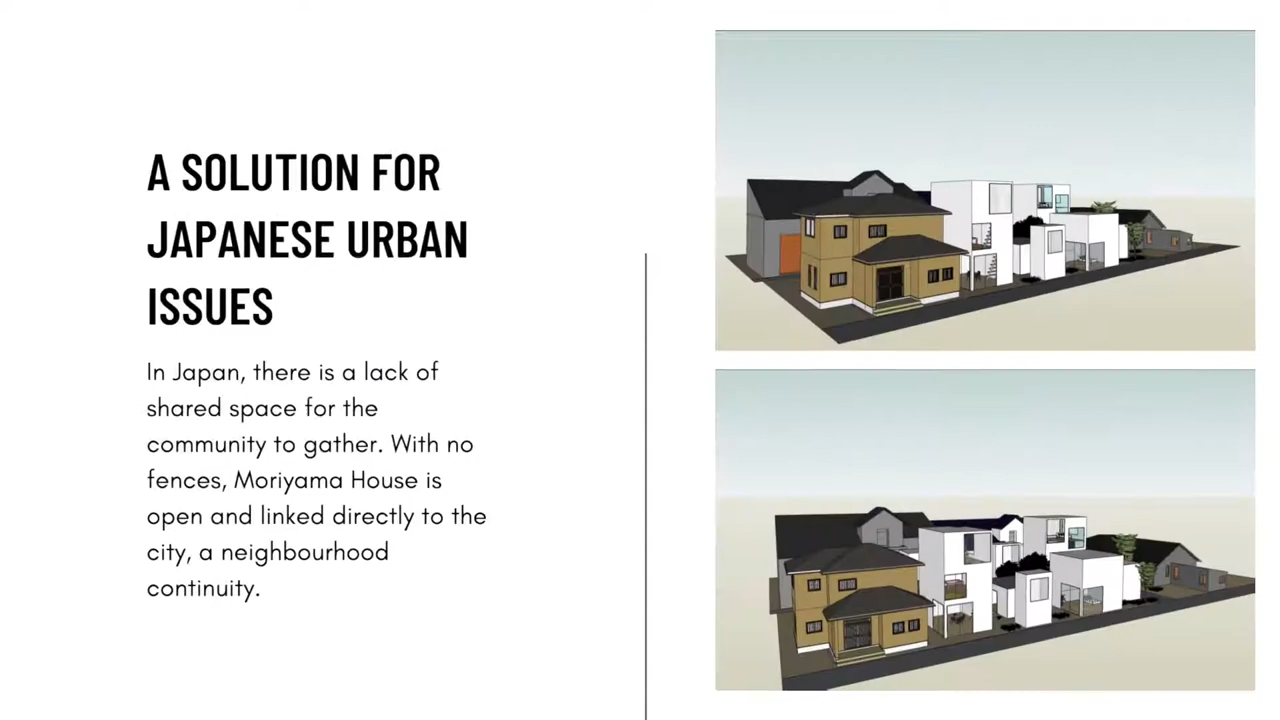 A SOLUTION FOR
JAPANESE URBAN
ISSUES
In Japan, there is a lack of
shared space for the
community to gather. With no
fences, Moriyama House is
open and linked directly to the
city, a neighbourhood
continuity.